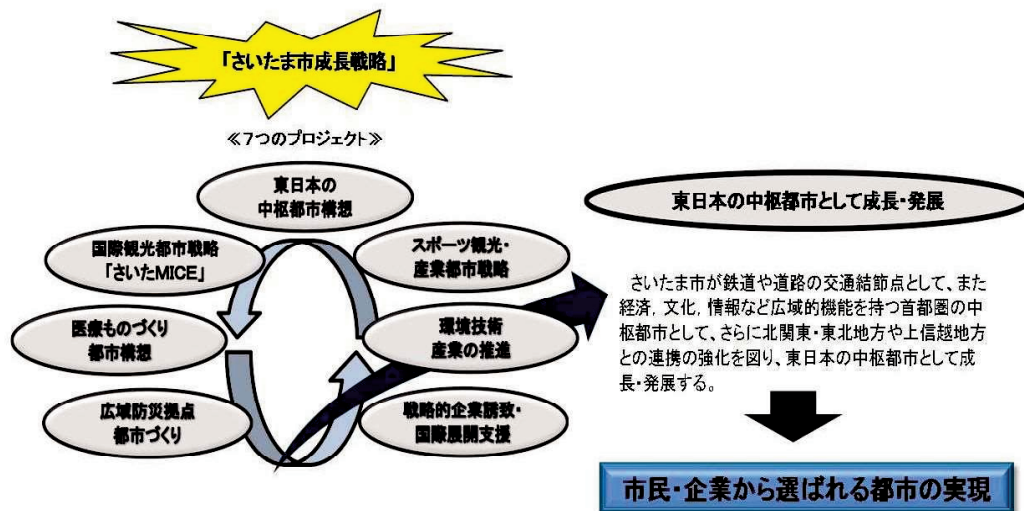 「さいたま市成長戦略」
≪7つのプロジェクト≫
東日本の
中枢都市構想
国際観光都市戦略
「さいたMICE」
スポーツ観光・
産業都市戦略
医療ものづくり
都市構想
環境技術
産業の推進
広域防災拠点
都市づくり
戦略的企業誘致・
国際展開支援
東日本の中枢都市として成長・発展
さいたま市が鉄道や道路の交通結節点として、また
経済，文化，情報など広域的機能を持つ首都圏の中
枢都市として、さらに北関東・東北地方や上信越地方
との連携の強化を図り、東日本の中枢都市として成
長・発展する。
市民・企業から選ばれる都市の実現